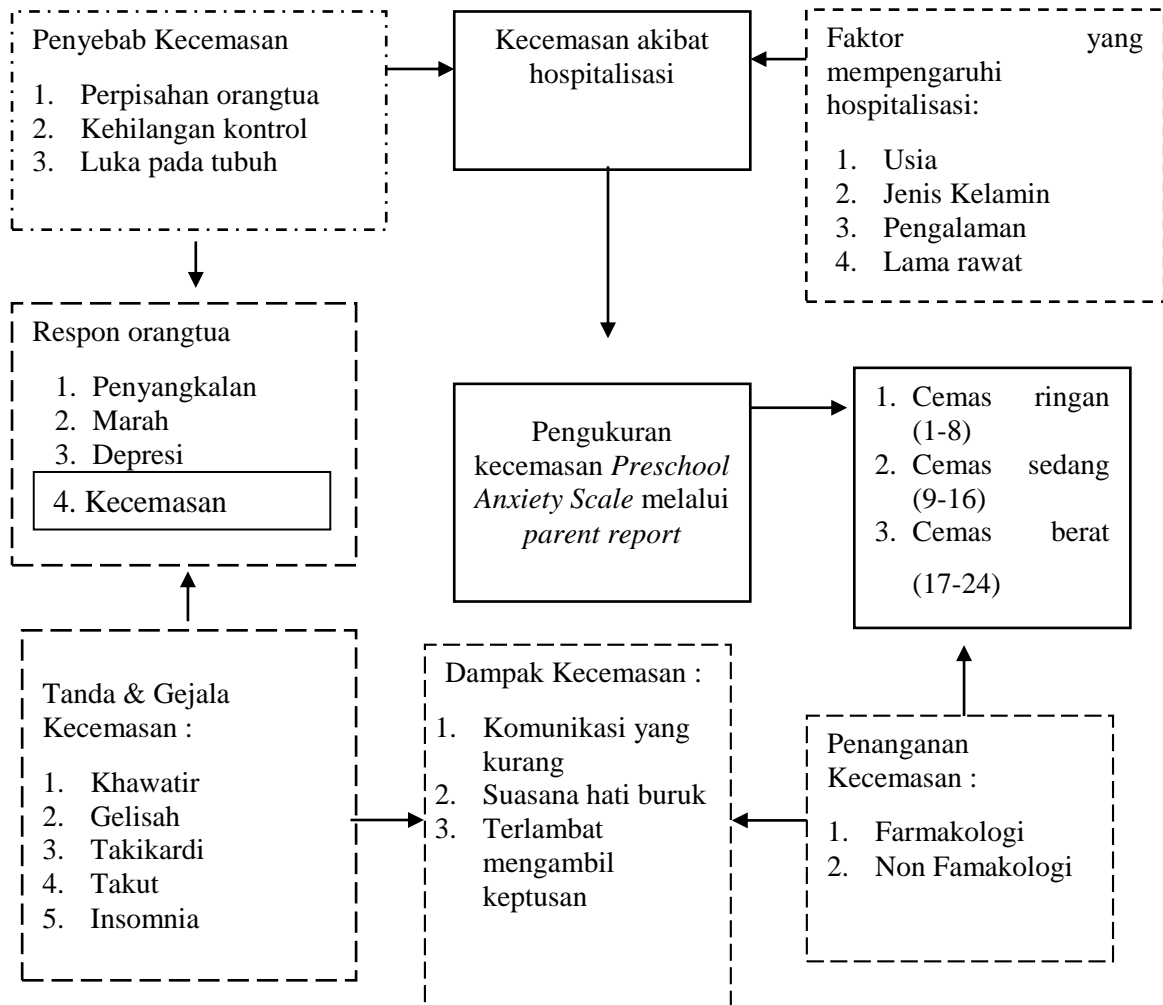 Penyebab Kecemasan
1. Perpisahan orangtua
2. Kehilangan kontrol
3. Luka pada tubuh
Kecemasan akibat
hospitalisasi
Faktor yang
mempengaruhi
hospitalisasi:
1. Usia
2. Jenis Kelamin
3. Pengalaman
4. Lama rawat
Respon orangtua
1. Penyangkalan
2. Marah
3. Depresi
4. Kecemasan
Pengukuran
kecemasan Preschool
Anxiety Scale melalui
parent report
1. Cemas ringan
(1-8)
2. Cemas sedang
(9-16)
3. Cemas berat
(17-24)
Tanda & Gejala
Kecemasan :
1. Khawatir
2. Gelisah
3. Takikardi
4. Takut
5. Insomnia
Dampak Kecemasan :
1. Komunikasi yang
kurang
2. Suasana hati buruk
3. Terlambat
mengambil
keptusan
Penanganan
Kecemasan :
1. Farmakologi
2. Non Famakologi